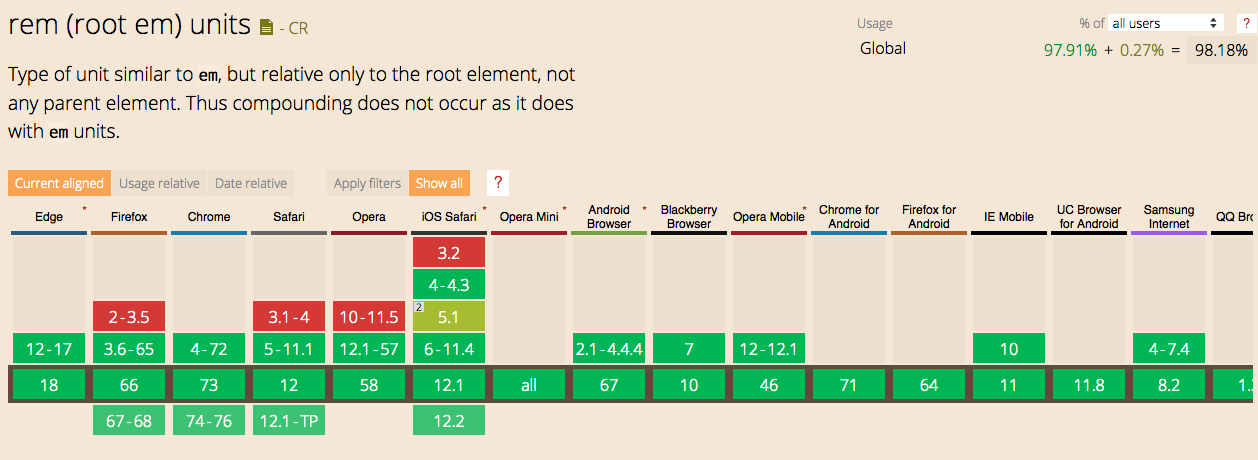 rem (root em) units - CR
Usage % of all users ?
Global 97.91% + 0.27% = 98.18%
Type of unit similar to em, but relative only to the root element, not
any parent element. Thus compounding does not occur as it does
with em units.
Current aligned Usage relative Date relative Apply filters Show all ?
Edge * Firefox Chrome Safari Opera iOS Safari * Opera Mini * Android Browser * Blackberry Browser Opera Mobile * Chrome for Android Firefox for Android IE Mobile UC Browser for Android Samsung Internet QQ
3.2
4-4.3
2-3.5 3.1-4 10-11.5 2 5.1
12-17 3.6-65 4-72 5-11.1 12.1-57 6-11.4 2.1-4.4.4 7 12-12.1 10 4-7.4
18 66 73 12 58 12.1 all 67 10 46 71 64 11 11.8 8.2
67-68 74-76 12.1-TP 12.2